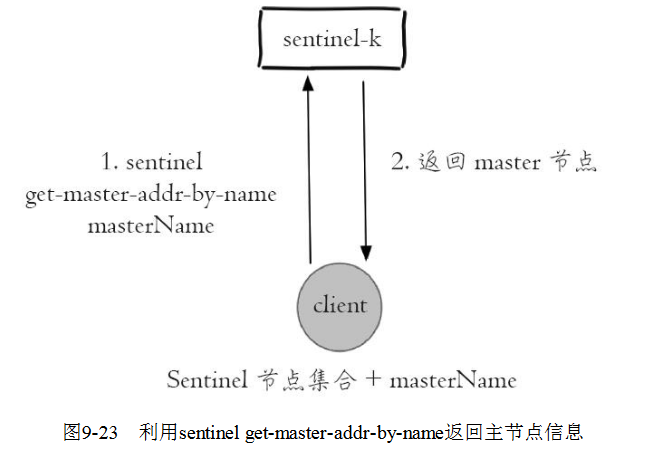 sentinel-k
1. sentinel
get-master-addr-by-name
masterName
2. 返回 master 节点
client
Sentinel 节点集合 + masterName
图9-23 利用sentinel get-master-addr-by-name返回主节点信息